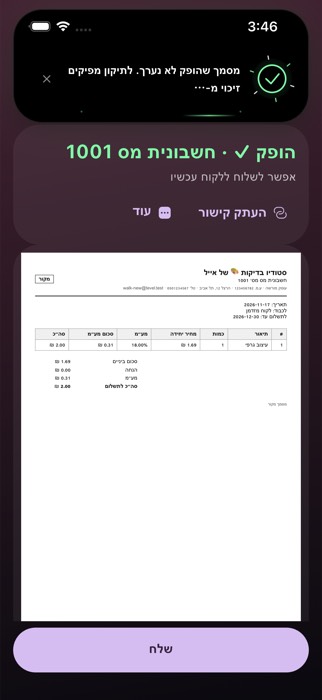 3:46
מסמך שהופק לא נערך. לתיקון מפיקים
זיכוי מ-...
הופק ✓ · חשבונית מס 1001
אפשר לשלוח ללקוח עכשיו
העתק קישור
עוד
סטודיו בדיקות 🎨 של אייל
חשבונית מס מס' 1001
מקור
תאריך: 2026-11-17
לכבוד: לקוח מזדמן
לתשלום עד: 2026-12-30
# תיאור כמות מחיר יחידה מע״מ סכום מע״מ סה״כ
1 עיצוב גרפי 1 1.69 ₪ 18.00% 0.31 ₪ 2.00 ₪
סכום ביניים 1.69 ₪
הנחה 0.00 ₪
מע״מ 0.31 ₪
סה״כ לתשלום 2.00 ₪
שלח